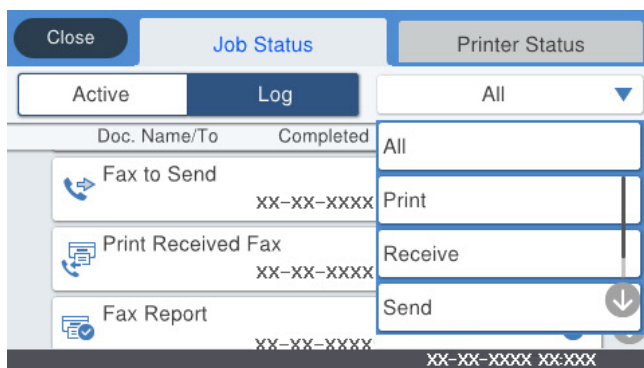 Close
Job Status
Printer Status
Active
Log
All
Doc. Name/To
Completed
All
Fax to Send
XX-XX-XXXX
Print
Print Received Fax
XX-XX-XXXX
Receive
Fax Report
XX-XX-XXXX
Send
XX-XX-XXXX XX:XXX